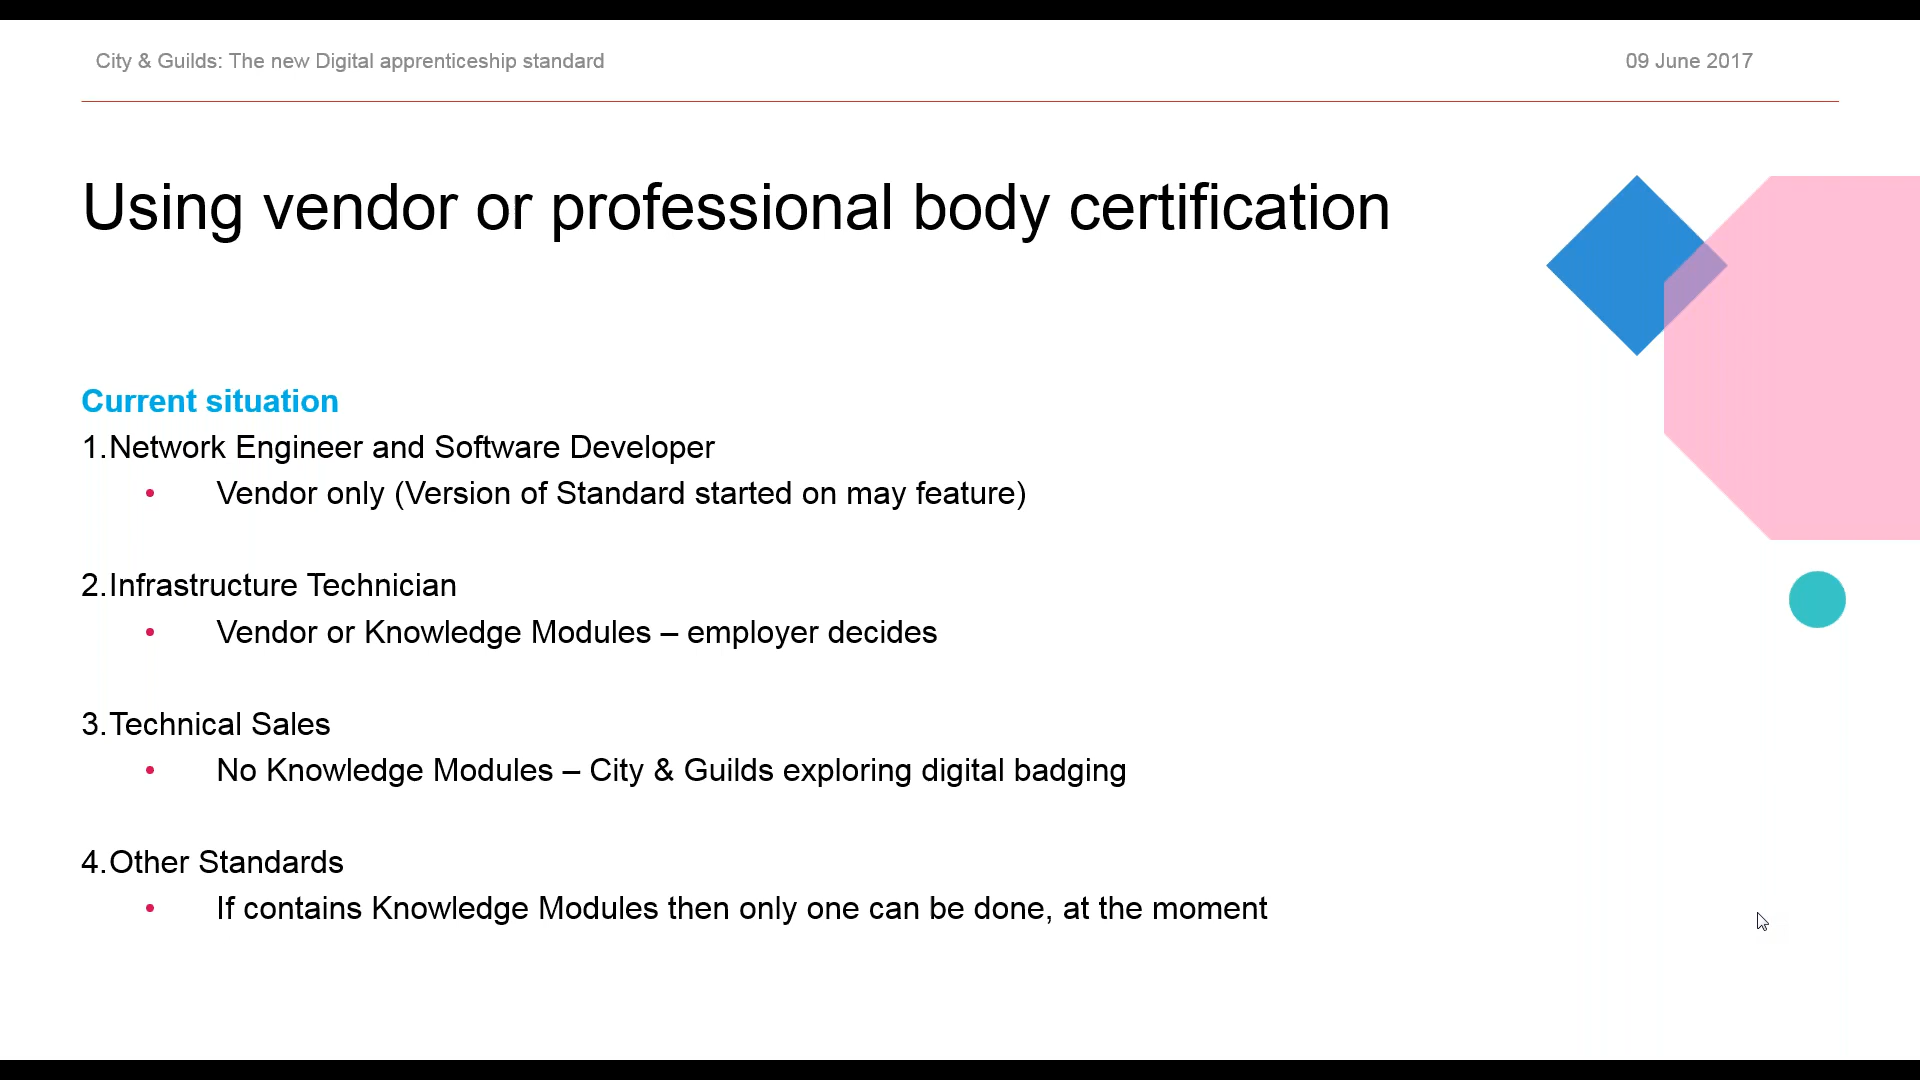 City & Guilds: The new Digital apprenticeship standard
09 June 2017
Using vendor or professional body certification
Current situation
1.Network Engineer and Software Developer
• Vendor only (Version of Standard started on may feature)
2.Infrastructure Technician
• Vendor or Knowledge Modules – employer decides
3.Technical Sales
• No Knowledge Modules – City & Guilds exploring digital badging
4.Other Standards
• If contains Knowledge Modules then only one can be done, at the moment